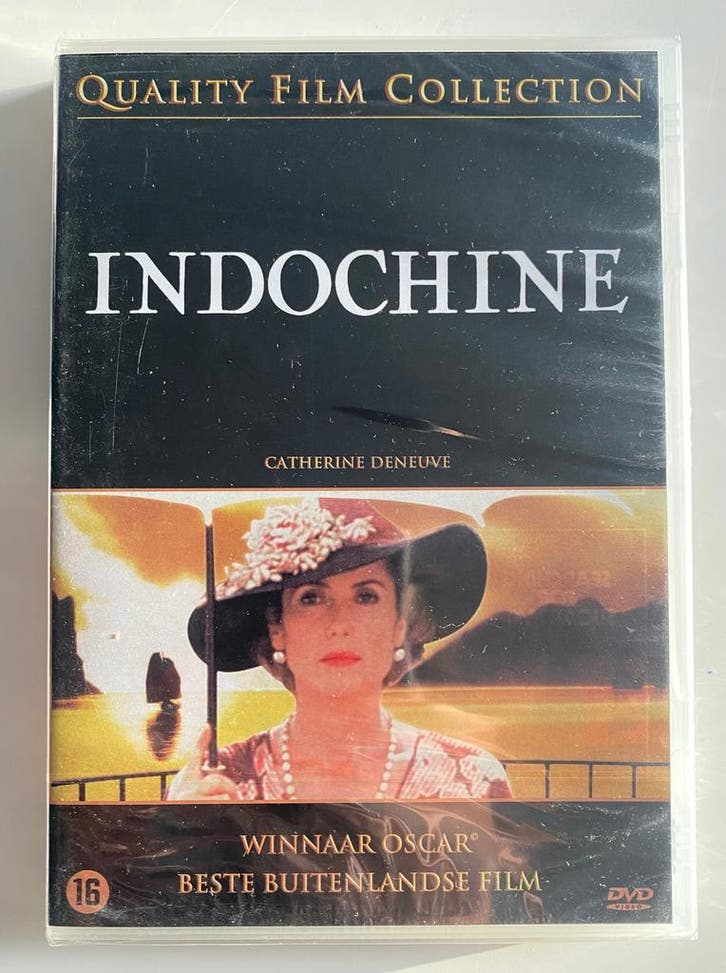 QUALITY FILM COLLECTION
INDOCHINE
CATHERINE DENEUVE
WINNAAR OSCAR©
BESTE BUITENLANDSE FILM
16
DVD
VIDEO